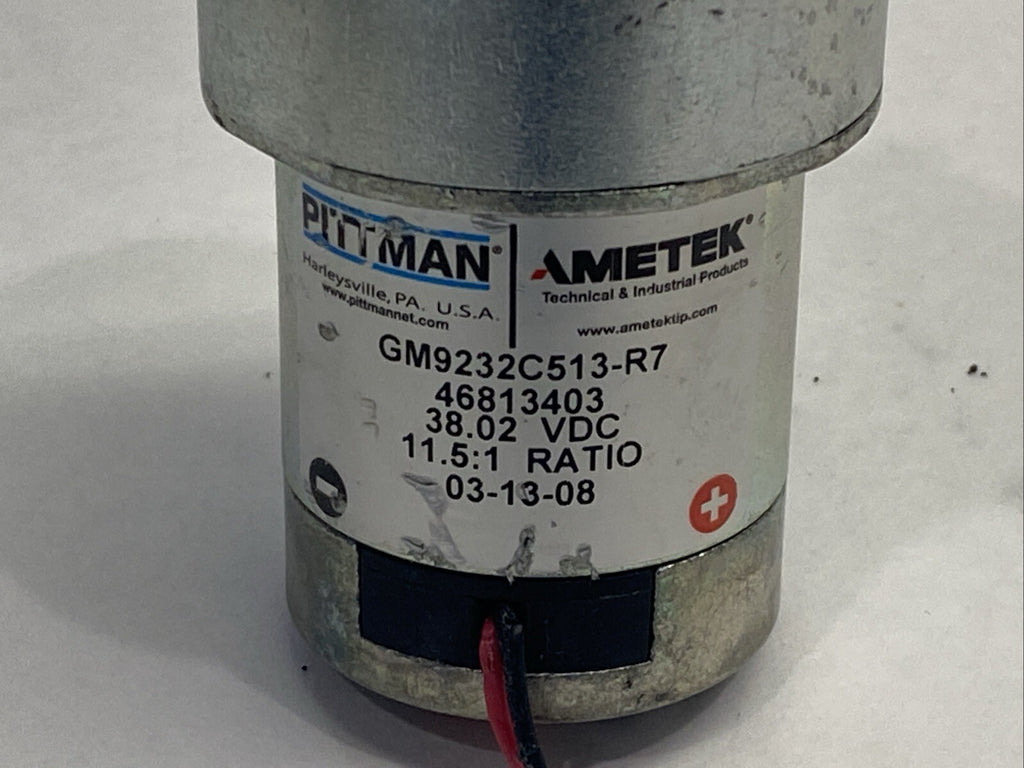 PITTMAN®
Harleysville, PA. U.S.A.
www.pittmannet.com
AMETEK®
Technical & Industrial Products
www.ametektip.com
GM9232C513-R7
46813403
38.02 VDC
11.5:1 RATIO
03-13-08